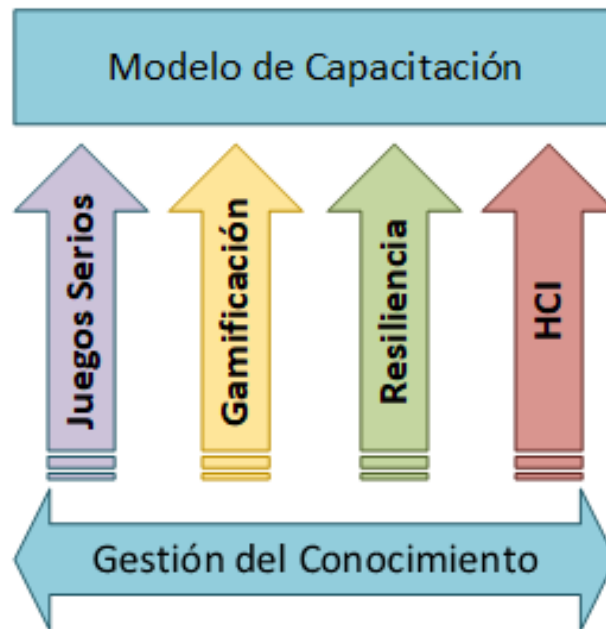 Modelo de Capacitación
Juegos Serios
Gamificación
Resiliencia
HCI
Gestión del Conocimiento